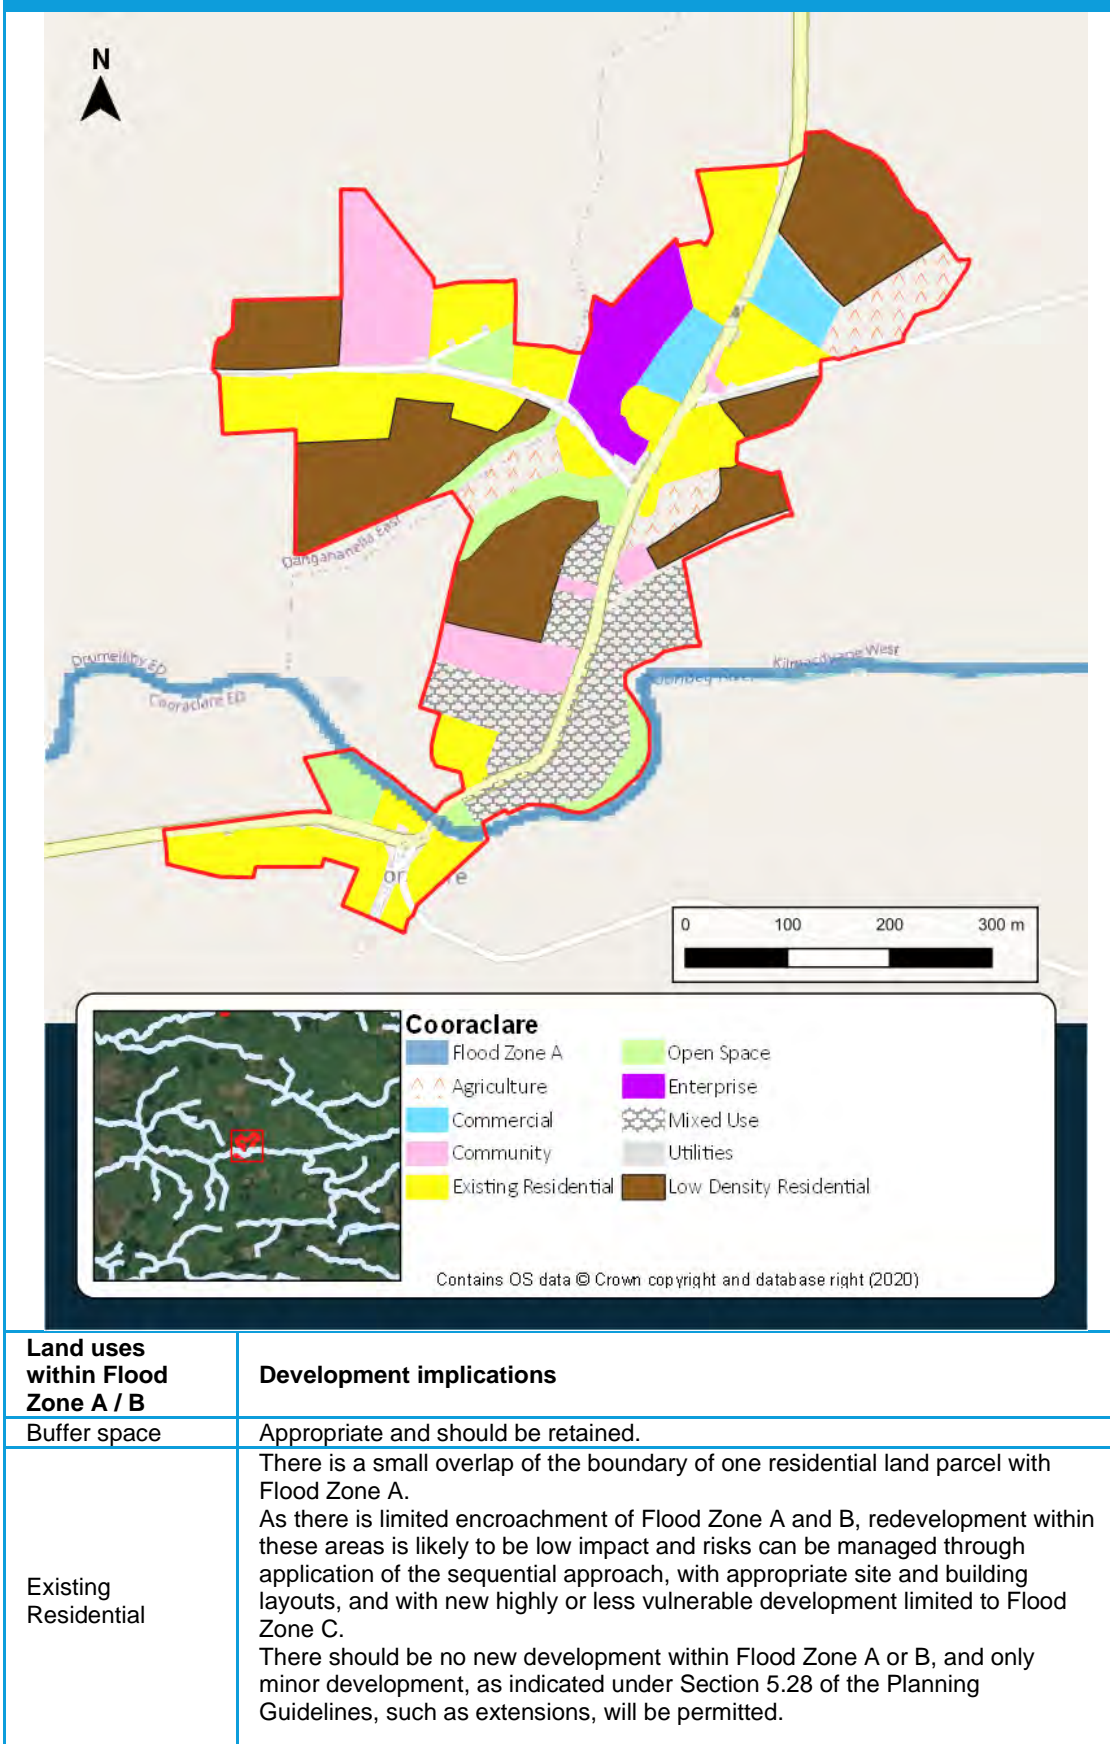 N
Dangananella East
Drumellihy ED
Cooraclare ED
Kilmacduane West
River
0 100 200 300 m
Cooraclare
Flood Zone A
Open Space
Agriculture
Enterprise
Commercial
Mixed Use
Community
Utilities
Existing Residential
Low Density Residential
Contains OS data © Crown copyright and database right (2020)
Land uses
within Flood
Zone A / B
Development implications
Buffer space
Appropriate and should be retained.
Existing
Residential
There is a small overlap of the boundary of one residential land parcel with
Flood Zone A.
As there is limited encroachment of Flood Zone A and B, redevelopment within
these areas is likely to be low impact and risks can be managed through
application of the sequential approach, with appropriate site and building
layouts, and with new highly or less vulnerable development limited to Flood
Zone C.
There should be no new development within Flood Zone A or B, and only
minor development, as indicated under Section 5.28 of the Planning
Guidelines, such as extensions, will be permitted.